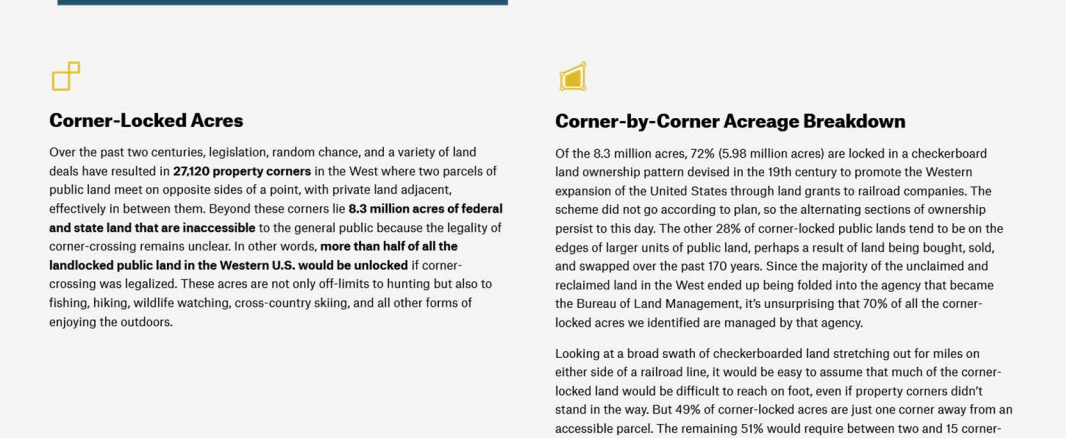 Corner-Locked Acres
Over the past two centuries, legislation, random chance, and a variety of land
deals have resulted in 27,120 property corners in the West where two parcels of
public land meet on opposite sides of a point, with private land adjacent,
effectively in between them. Beyond these corners lie 8.3 million acres of federal
and state land that are inaccessible to the general public because the legality of
corner-crossing remains unclear. In other words, more than half of all the
landlocked public land in the Western U.S. would be unlocked if corner-
crossing was legalized. These acres are not only off-limits to hunting but also to
fishing, hiking, wildlife watching, cross-country skiing, and all other forms of
enjoying the outdoors.
Corner-by-Corner Acreage Breakdown
Of the 8.3 million acres, 72% (5.98 million acres) are locked in a checkerboard
land ownership pattern devised in the 19th century to promote the Western
expansion of the United States through land grants to railroad companies. The
scheme did not go according to plan, so the alternating sections of ownership
persist to this day. The other 28% of corner-locked public lands tend to be on the
edges of larger units of public land, perhaps a result of land being bought, sold,
and swapped over the past 170 years. Since the majority of the unclaimed and
reclaimed land in the West ended up being folded into the agency that became
the Bureau of Land Management, it's unsurprising that 70% of all the corner-
locked acres we identified are managed by that agency.
Looking at a broad swath of checkerboarded land stretching out for miles on
either side of a railroad line, it would be easy to assume that much of the corner-
locked land would be difficult to reach on foot, even if property corners didn't
stand in the way. But 49% of corner-locked acres are just one corner away from an
accessible parcel. The remaining 51% would require between two and 15 corner-